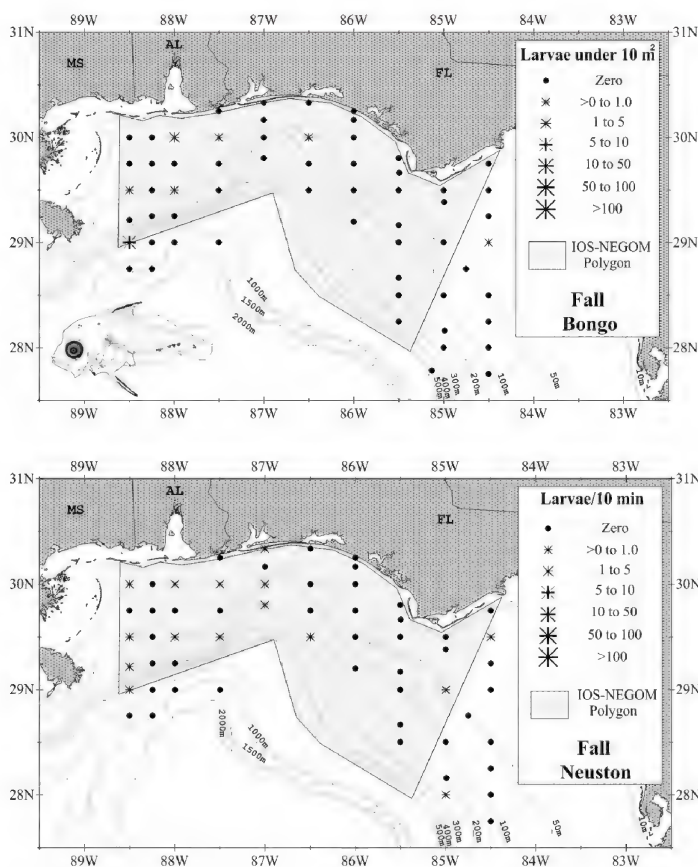 89W 88W 87W 86W 85W 84W 83W
31N 31N
MS AL FL
Larvae under 10 m²
Zero
>0 to 1.0
1 to 5
5 to 10
10 to 50
50 to 100
>100
IOS-NEGOM
Polygon
Fall
Bongo
30N
29N 29N
28N 28N
1000m
1500m
2000m
500m 400m 300m 200m 100m 50m 10m
89W 88W 87W 86W 85W 84W 83W
89W 88W 87W 86W 85W 84W 83W
31N 31N
MS AL FL
Larvae/10 min
Zero
>0 to 1.0
1 to 5
5 to 10
10 to 50
50 to 100
>100
IOS-NEGOM
Polygon
Fall
Neuston
30N 30N
29N 29N
28N 28N
2000m
1000m
1500m
500m 400m 300m 200m 100m 50m 10m
89W 88W 87W 86W 85W 84W 83W